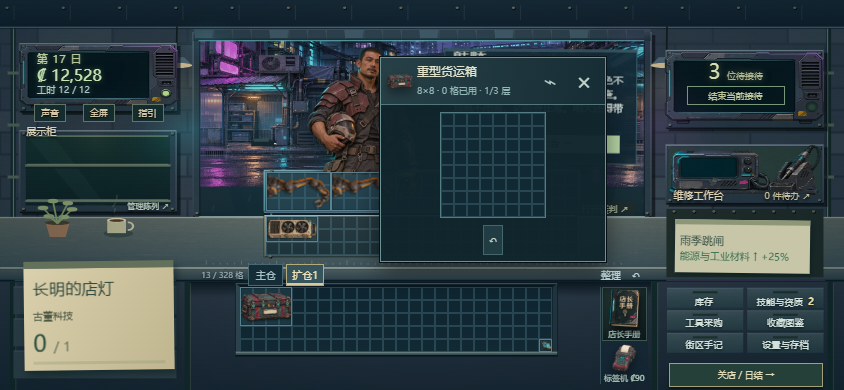 第 17 日
₡ 12,528
工时 12 / 12
声音
全屏
指引
展示柜
管理陈列 ↗
长明的店灯
古董科技
0 / 1
重型货运箱
8×8 · 0 格已用 · 1/3 层
13 / 328 格
主仓
扩仓1
整理
店长手册
店长手册
标签机 ₡90
3 位待接待
结束当前接待
维修工作台
0 件待办 ↗
雨季跳闸
能源与工业材料 ↑ +25%
库存
技能与资质 2
工具采购
收藏图鉴
街区手记
设置与存档
关店 / 日结 →